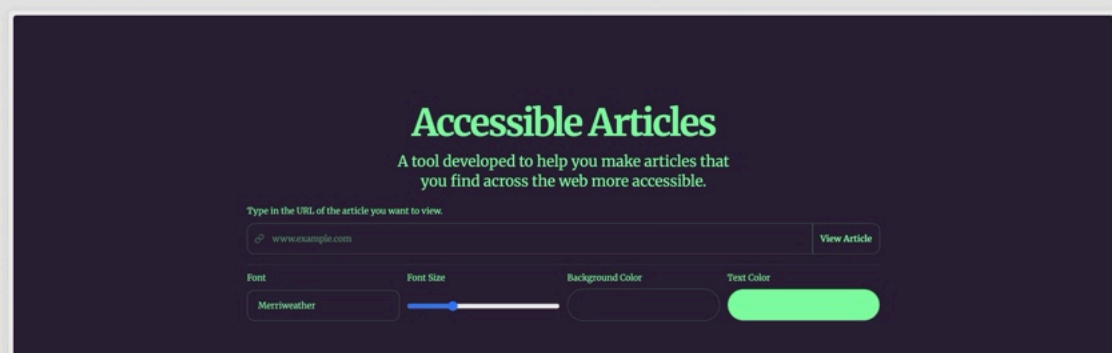 Accessible Articles
A tool developed to help you make articles that
you find across the web more accessible.
Type in the URL of the article you want to view.
www.example.com View Article
Font Font Size Background Color Text Color
Merriweather